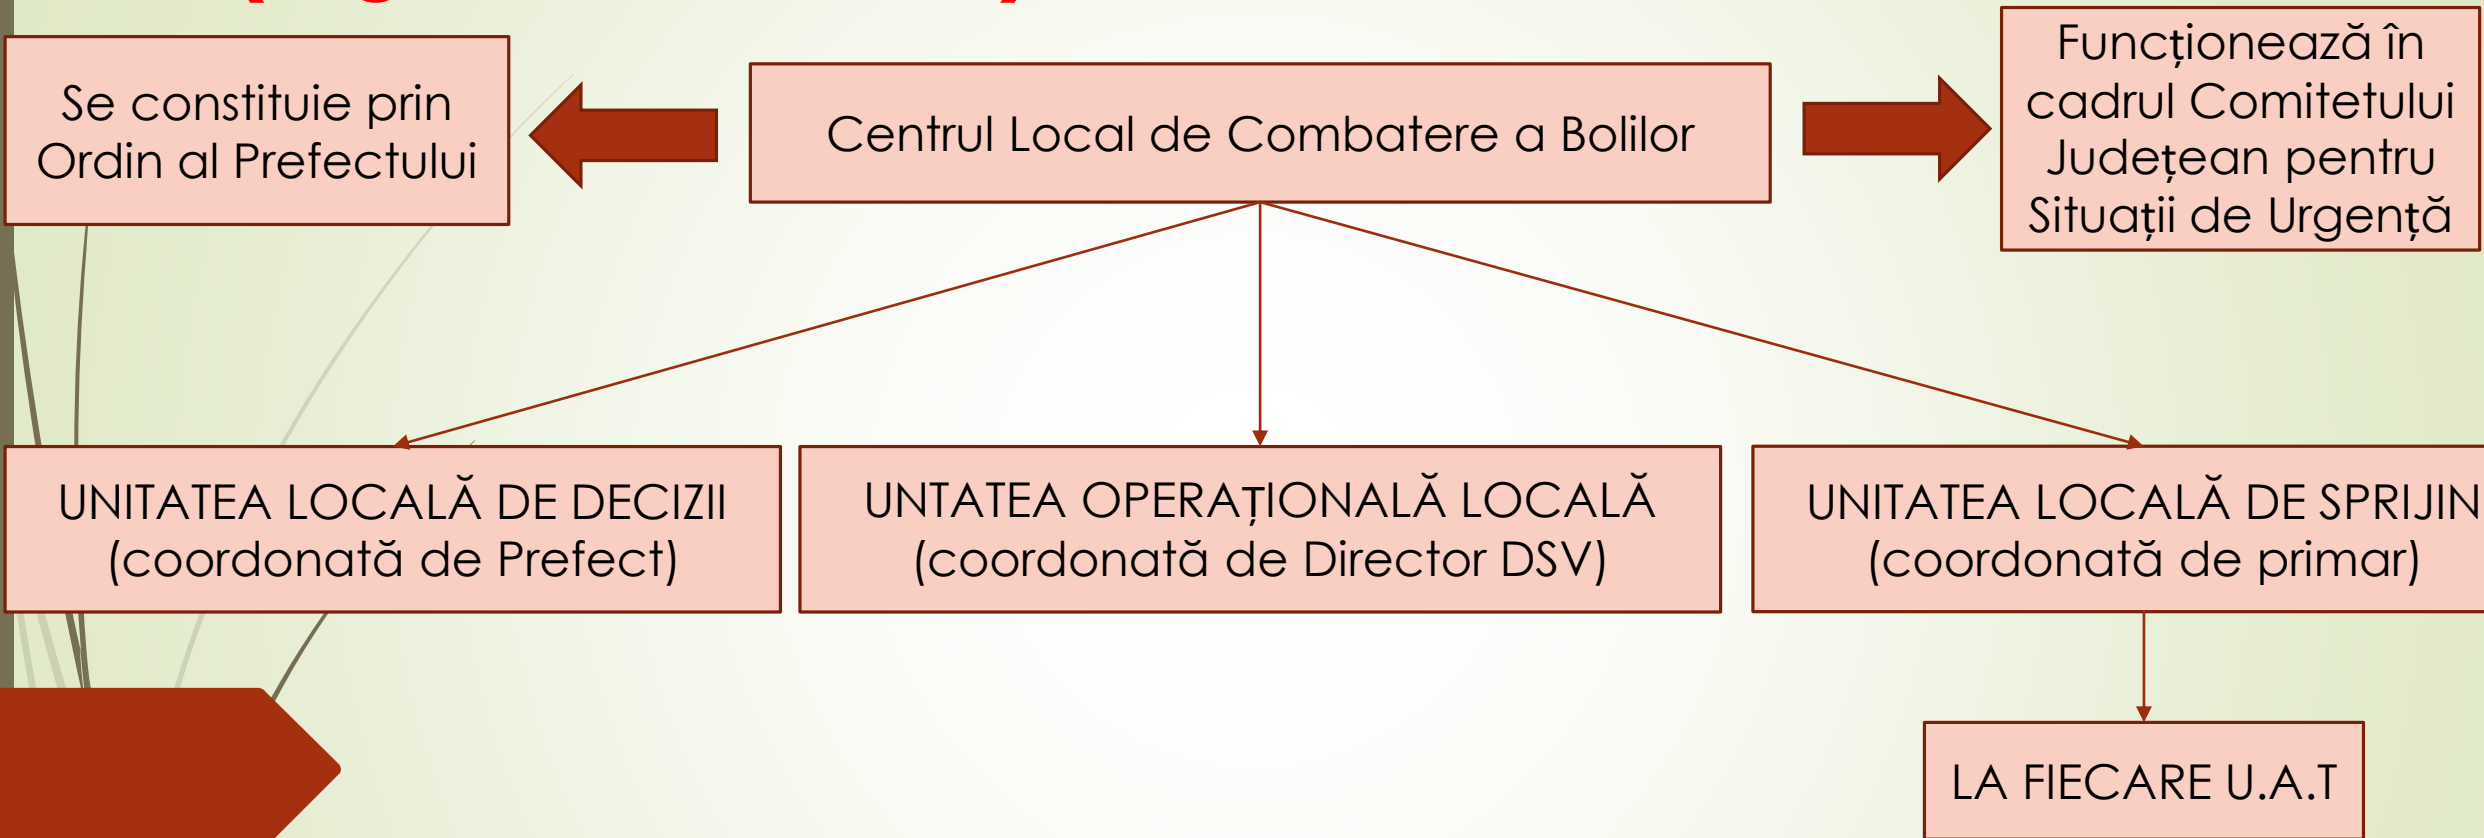 Se constituie prin
Ordin al Prefectului
Centrul Local de Combatere a Bolilor
Funcționează în
cadrul Comitetului
Județean pentru
Situații de Urgență
UNITATEA LOCALĂ DE DECIZII
(coordonată de Prefect)
UNTATEA OPERAȚIONALĂ LOCALĂ
(coordonată de Director DSV)
UNITATEA LOCALĂ DE SPRIJIN
(coordonată de primar)
LA FIECARE U.A.T